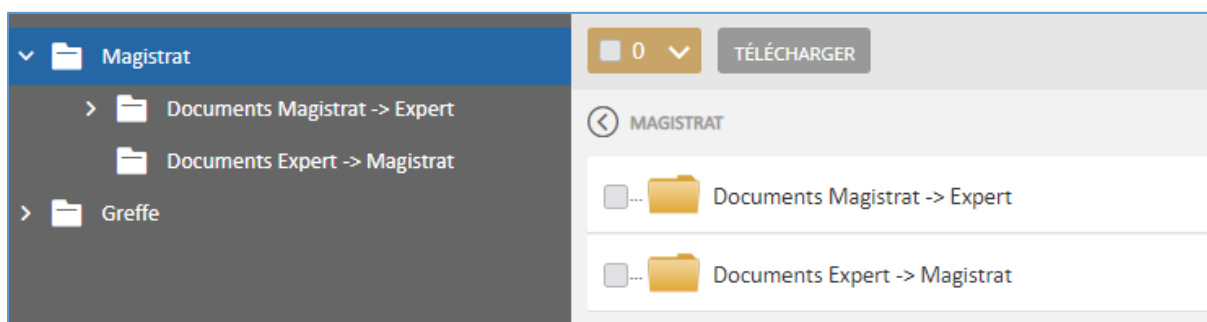 Magistrat
Documents Magistrat -> Expert
Documents Expert -> Magistrat
Greffe
0
TÉLÉCHARGER
MAGISTRAT
... Documents Magistrat -> Expert
... Documents Expert -> Magistrat